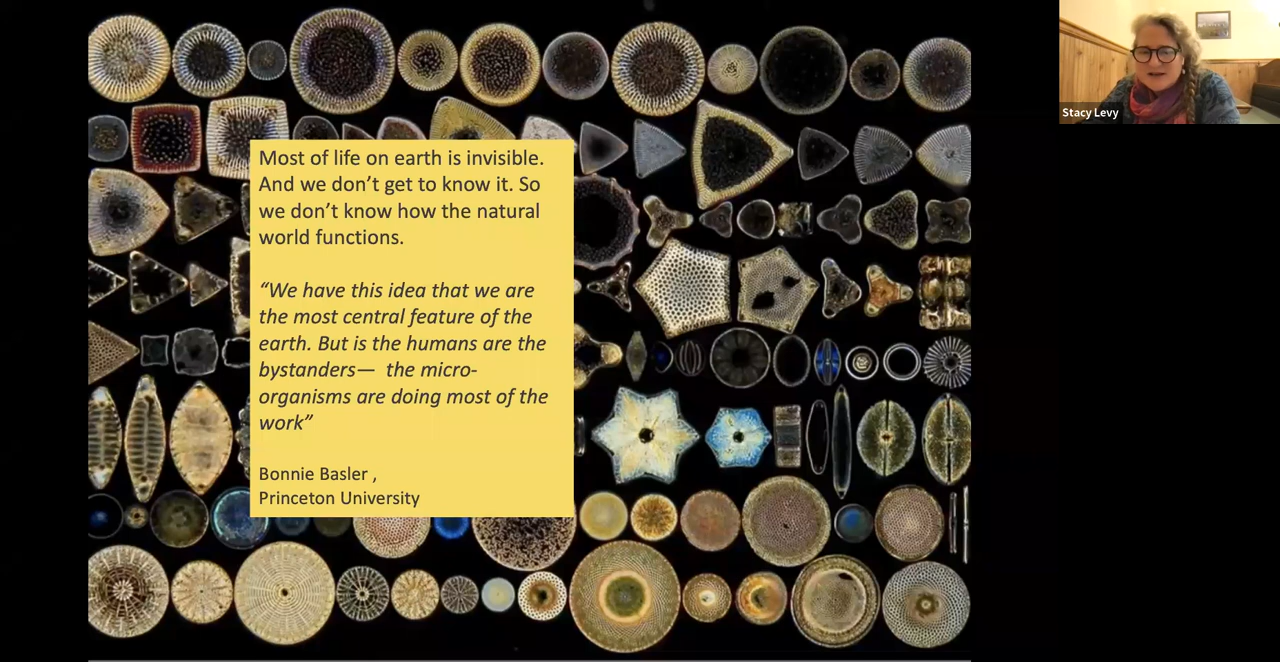 Most of life on earth is invisible.
And we don’t get to know it. So
we don’t know how the natural
world functions.
“We have this idea that we are
the most central feature of the
earth. But is the humans are the
bystanders— the micro-
organisms are doing most of the
work”
Bonnie Basler ,
Princeton University
Stacy Levy